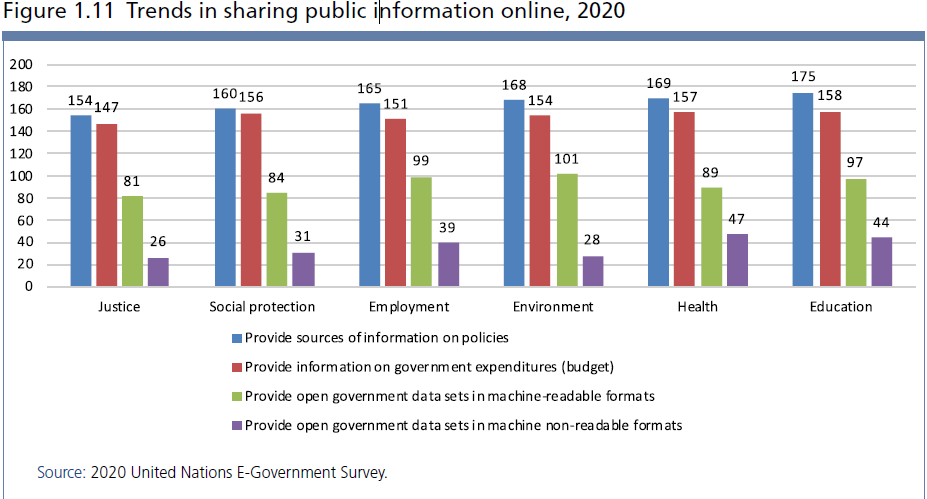 Figure 1.11 Trends in sharing public information online, 2020
200
180
160
140
120
100
80
60
40
20
0
154 147 81 26
160 156 84 31
165 151 99 39
168 154 101 28
169 157 89 47
175 158 97 44
Justice Social protection Employment Environment Health Education
Provide sources of information on policies
Provide information on government expenditures (budget)
Provide open government data sets in machine-readable formats
Provide open government data sets in machine non-readable formats
Source: 2020 United Nations E-Government Survey.